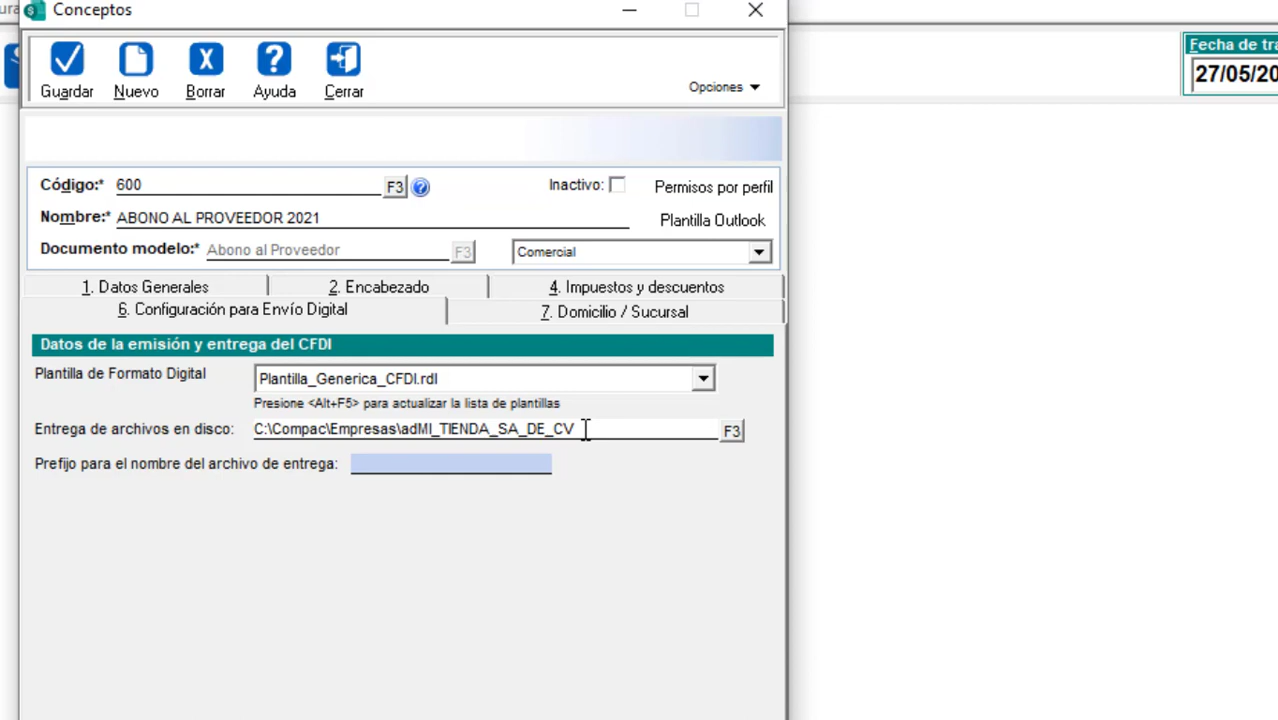 Conceptos
Guardar Nuevo Borrar Ayuda Cerrar Opciones
Fecha de tra
27/05/20
Código:* 600 F3 Inactivo: Permisos por perfil
Nombre:* ABONO AL PROVEEDOR 2021 Plantilla Outlook
Documento modelo:* Abono al Proveedor F3 Comercial
1. Datos Generales 2. Encabezado 4. Impuestos y descuentos
6. Configuración para Envío Digital 7. Domicilio / Sucursal
Datos de la emisión y entrega del CFDI
Plantilla de Formato Digital Plantilla_Generica_CFDI.rdl
Presione <Alt+F5> para actualizar la lista de plantillas
Entrega de archivos en disco: C:\Compac\Empresas\adMI_TIENDA_SA_DE_CV F3
Prefijo para el nombre del archivo de entrega: